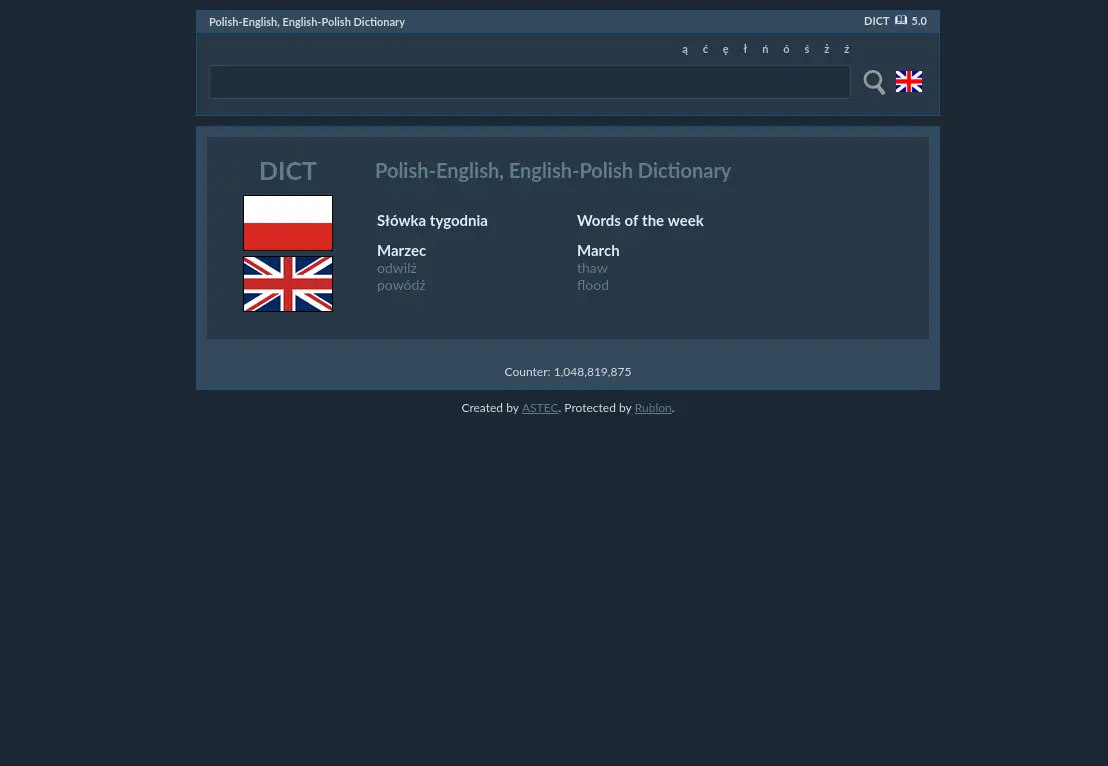 Polish-English, English-Polish Dictionary DICT 5.0
ą ć ę ł ń ó ś ż ź
DICT Polish-English, English-Polish Dictionary
Słówka tygodnia Words of the week
Marzec March
odwilż thaw
powódź flood
Counter: 1,048,819,875
Created by ASTEC. Protected by Rublon.